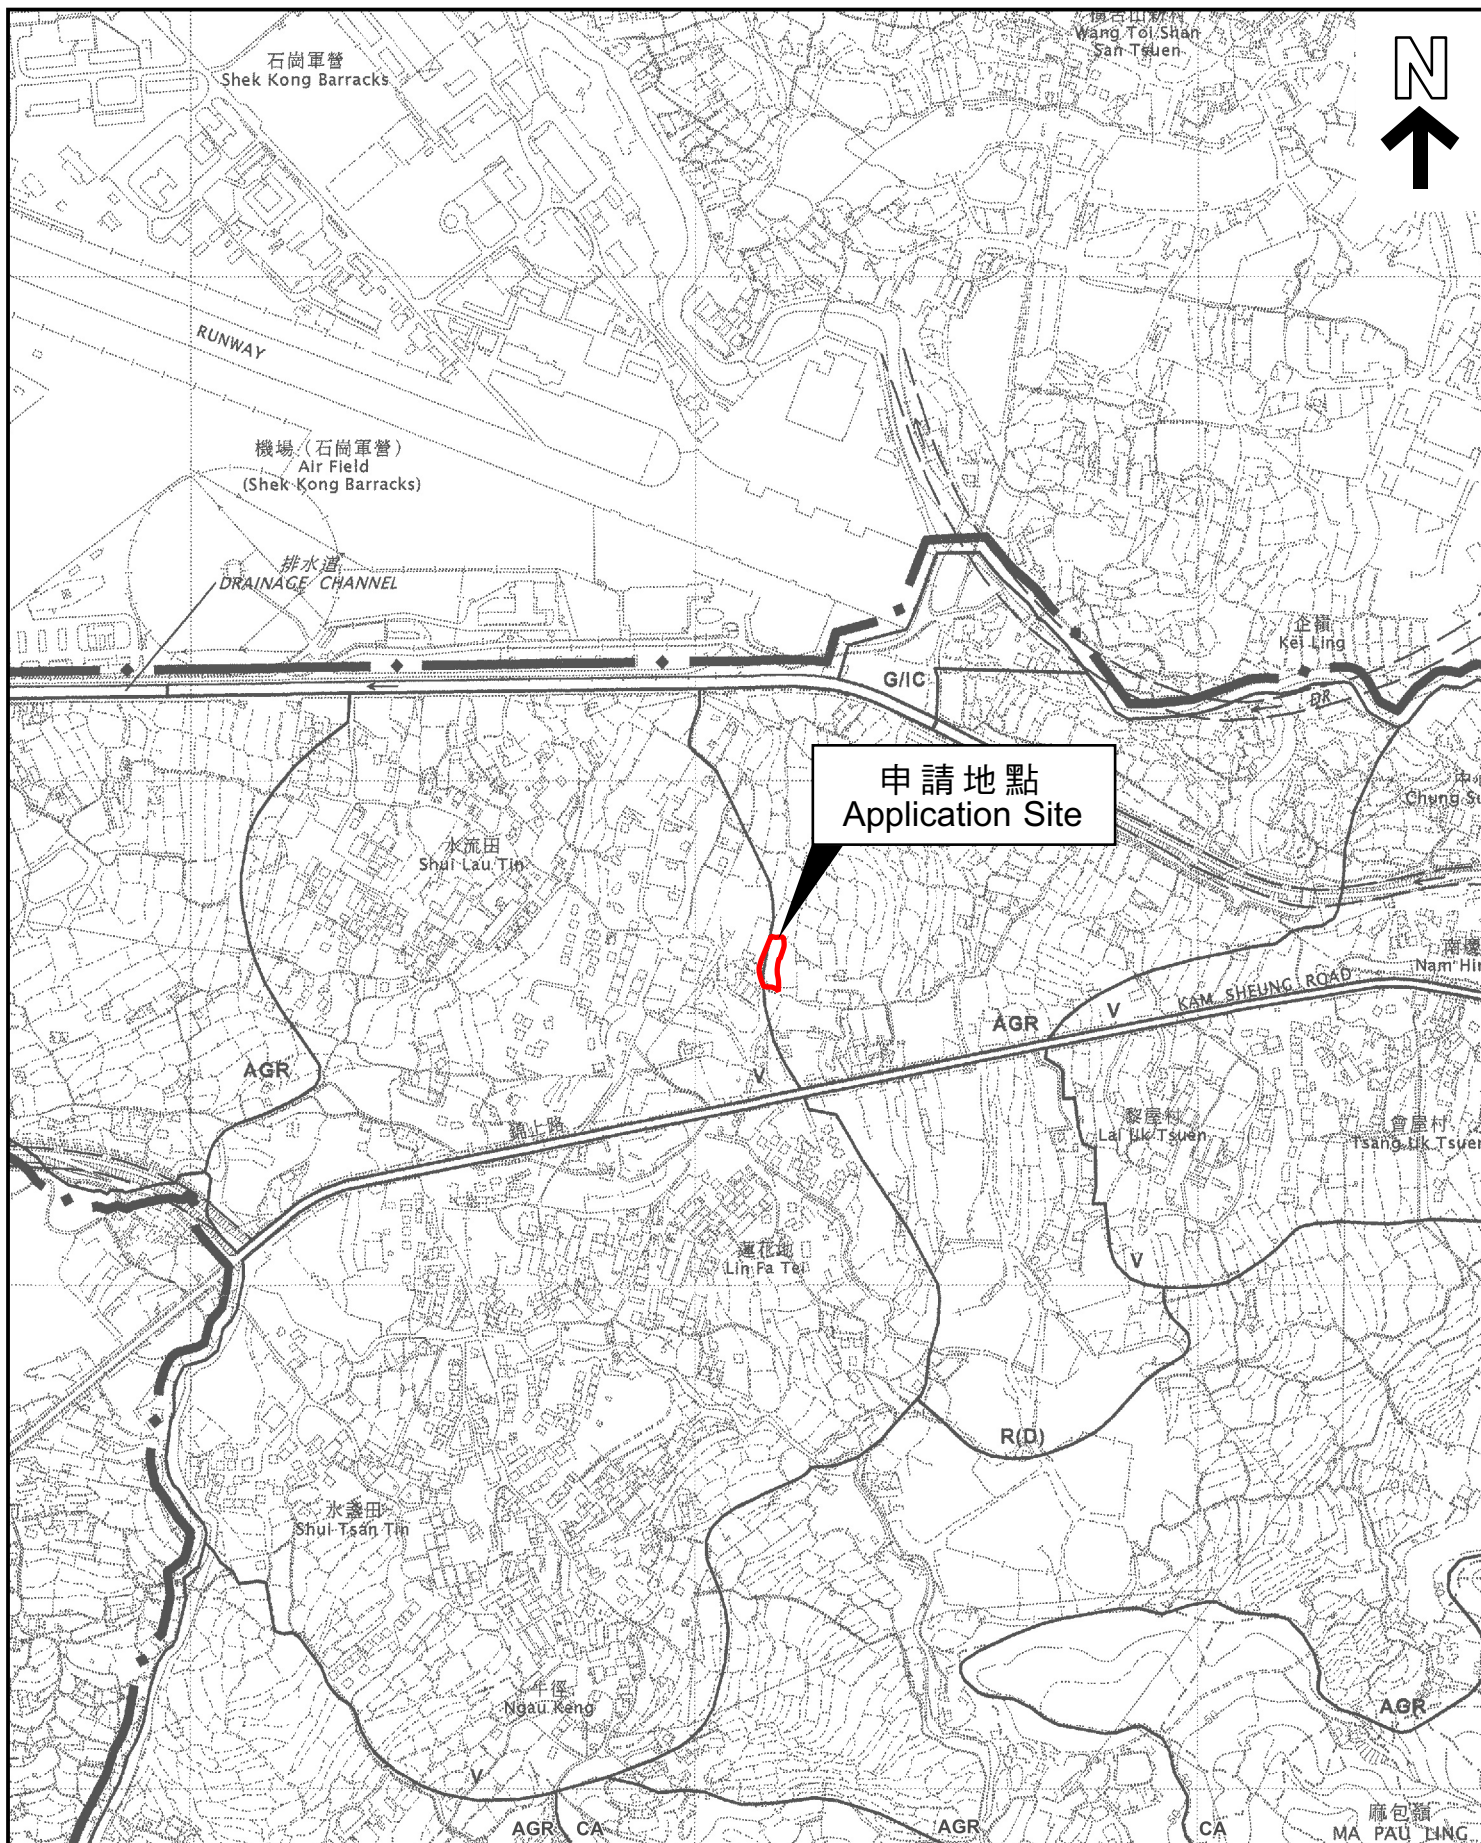 Wang Toi Shan
San Tsuen
N
石崗軍營
Shek Kong Barracks
RUNWAY
機場（石崗軍營）
Air Field
(Shek Kong Barracks)
排水道
DRAINAGE CHANNEL
企嶺
Kei Ling
G/IC
DR
申請地點
Application Site
Chung
水流田
Shui Lau Tin
Nam Hin
KAM SHEUNG ROAD
V
AGR
AGR
V
錦上路
黎屋村
Lai Uk Tsuen
曾屋村
Tsang Uk Tsuen
蓮花地
Lin Fa Tei
V
R(D)
水盞田
Shui Tsan Tin
牛徑
Ngau Keng
AGR
V
AGR
CA
AGR
CA
麻包嶺
MA PAU LING